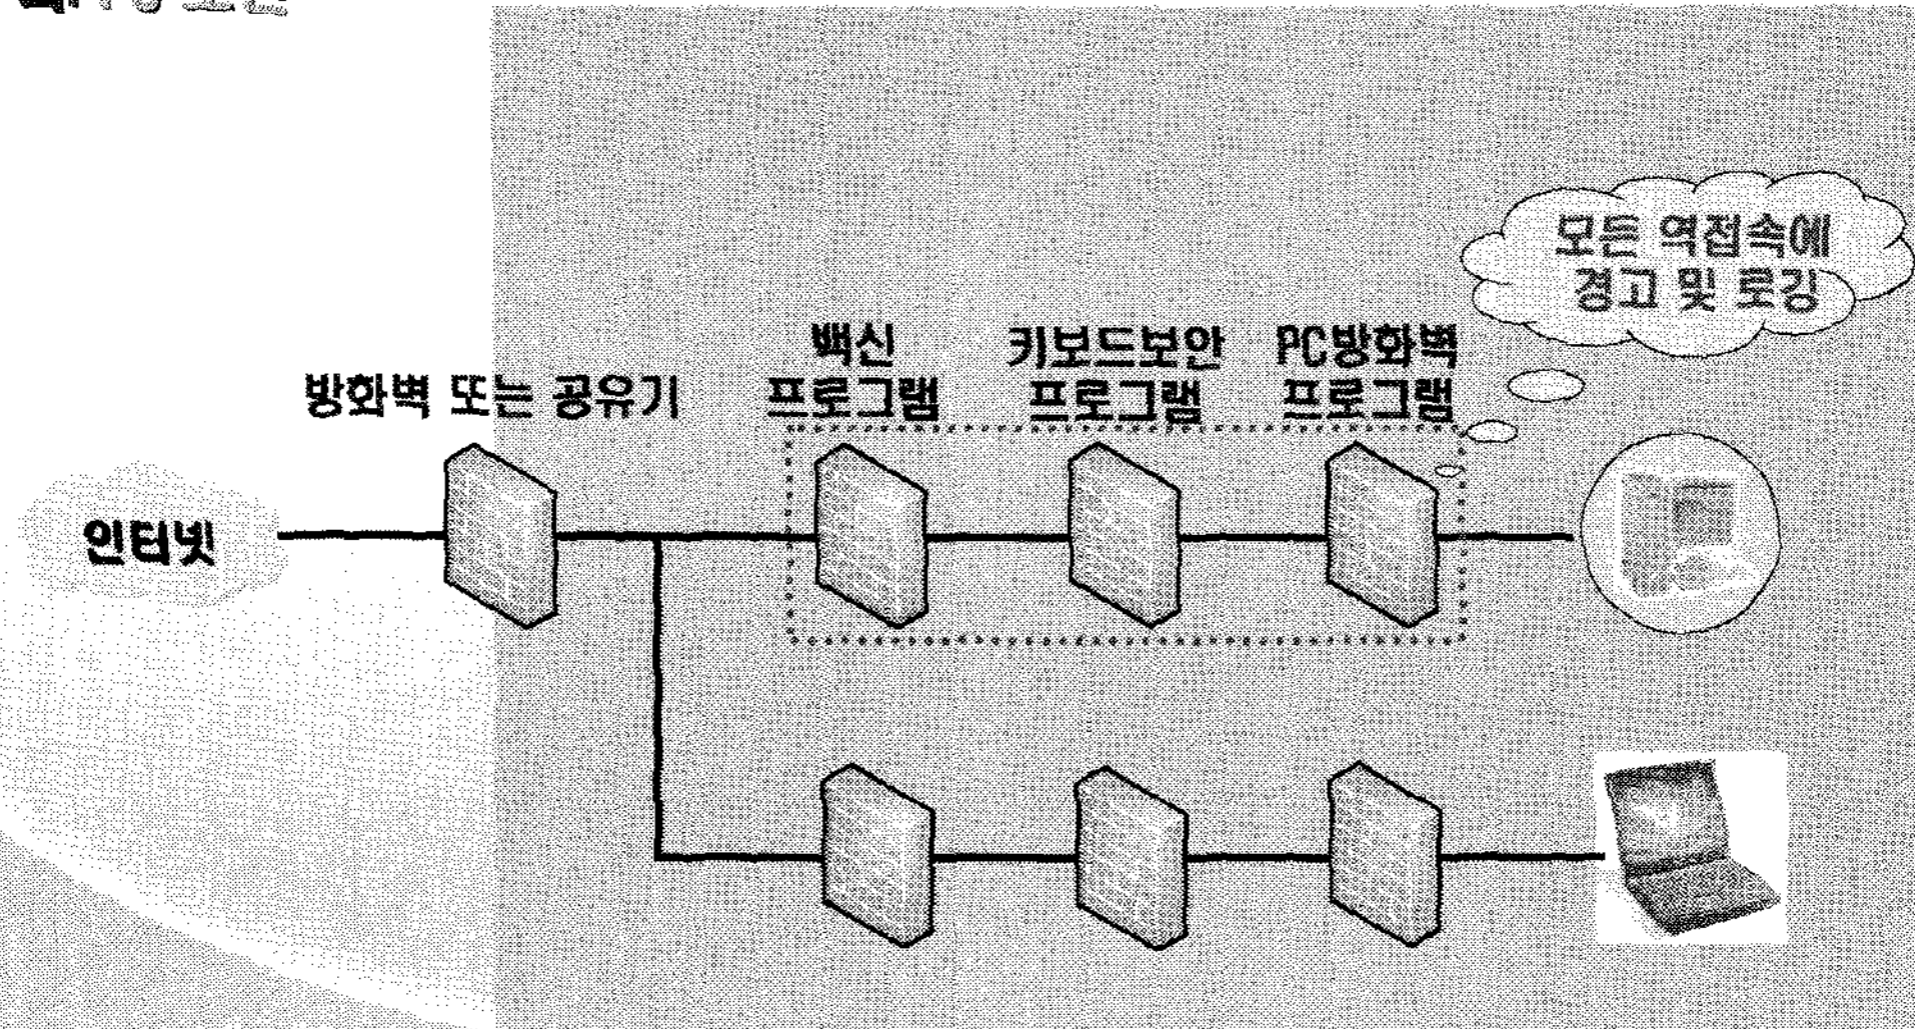 모든 역접속에
경고 및 로깅
방화벽 또는 공유기
백신
프로그램
키보드보안
프로그램
PC방화벽
프로그램
인터넷